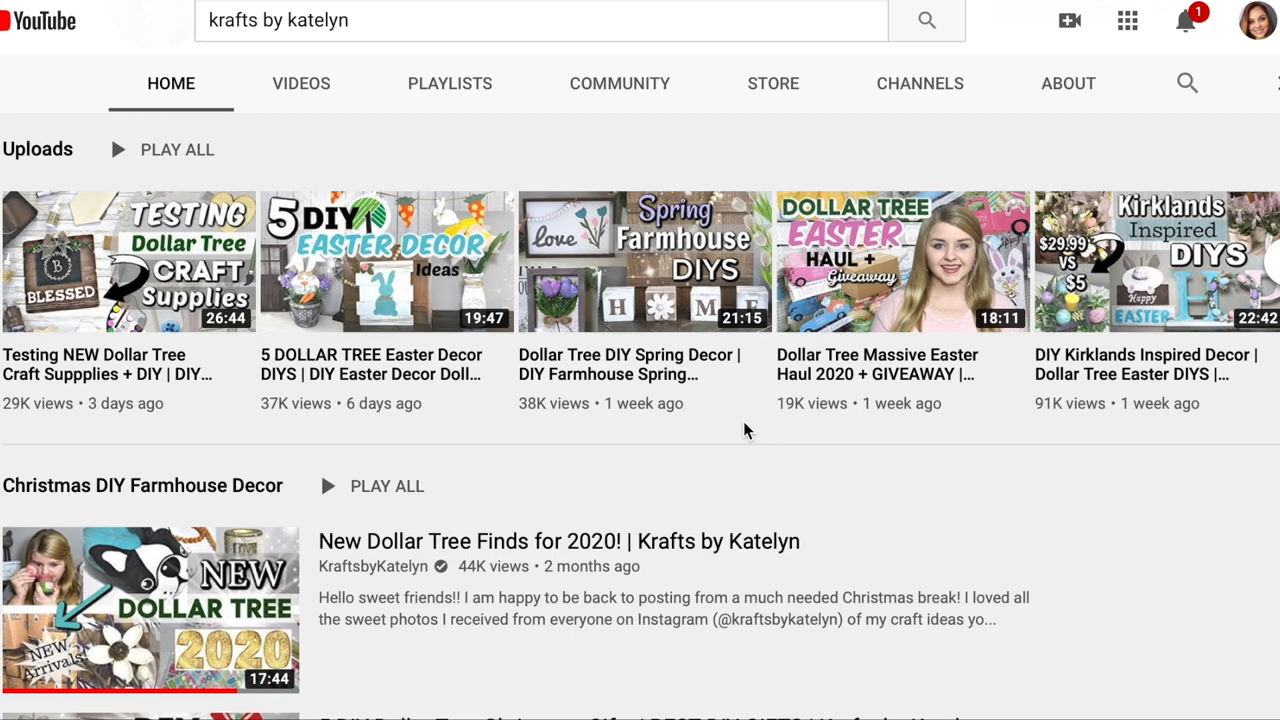 YouTube
krafts by katelyn
1
HOME
VIDEOS
PLAYLISTS
COMMUNITY
STORE
CHANNELS
ABOUT
Uploads
PLAY ALL
TESTING
Dollar Tree
CRAFT
Supplies
B
BLESSED
26:44
5 DIY
EASTER DECOR
Ideas
19:47
Spring
Farmhouse
DIYS
love
H M E
21:15
DOLLAR TREE
EASTER
HAUL +
Giveaway
18:11
Kirklands
Inspired
DIYS
$29.99
VS
$5
Happy
EASTER
22:42
Testing NEW Dollar Tree
Craft Suppplies + DIY | DIY...
29K views • 3 days ago
5 DOLLAR TREE Easter Decor
DIYS | DIY Easter Decor Doll...
37K views • 6 days ago
Dollar Tree DIY Spring Decor |
DIY Farmhouse Spring...
38K views • 1 week ago
Dollar Tree Massive Easter
Haul 2020 + GIVEAWAY |...
19K views • 1 week ago
DIY Kirklands Inspired Decor |
Dollar Tree Easter DIYS |...
91K views • 1 week ago
Christmas DIY Farmhouse Decor
PLAY ALL
NEW
DOLLAR TREE
2020
NEW
Arrivals
17:44
New Dollar Tree Finds for 2020! | Krafts by Katelyn
KraftsbyKatelyn 44K views • 2 months ago
Hello sweet friends!! I am happy to be back to posting from a much needed Christmas break! I loved all
the sweet photos I received from everyone on Instagram (@kraftsbykatelyn) of my craft ideas yo...